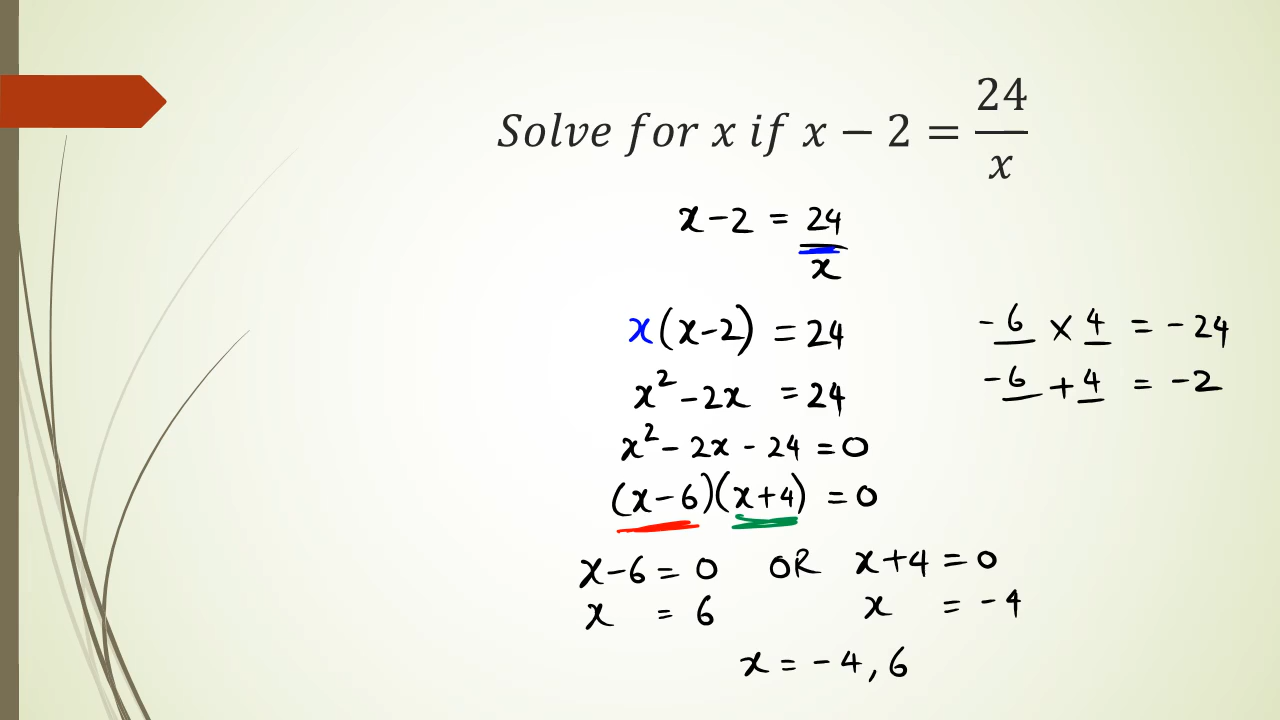 Solve for x if x − 2 = 24/x
x − 2 = 24/x
x(x−2) = 24
x² − 2x = 24
x² − 2x − 24 = 0
(x − 6)(x + 4) = 0
x − 6 = 0 OR x + 4 = 0
x = 6 x = −4
x = −4, 6
−6 × 4 = −24
−6 + 4 = −2